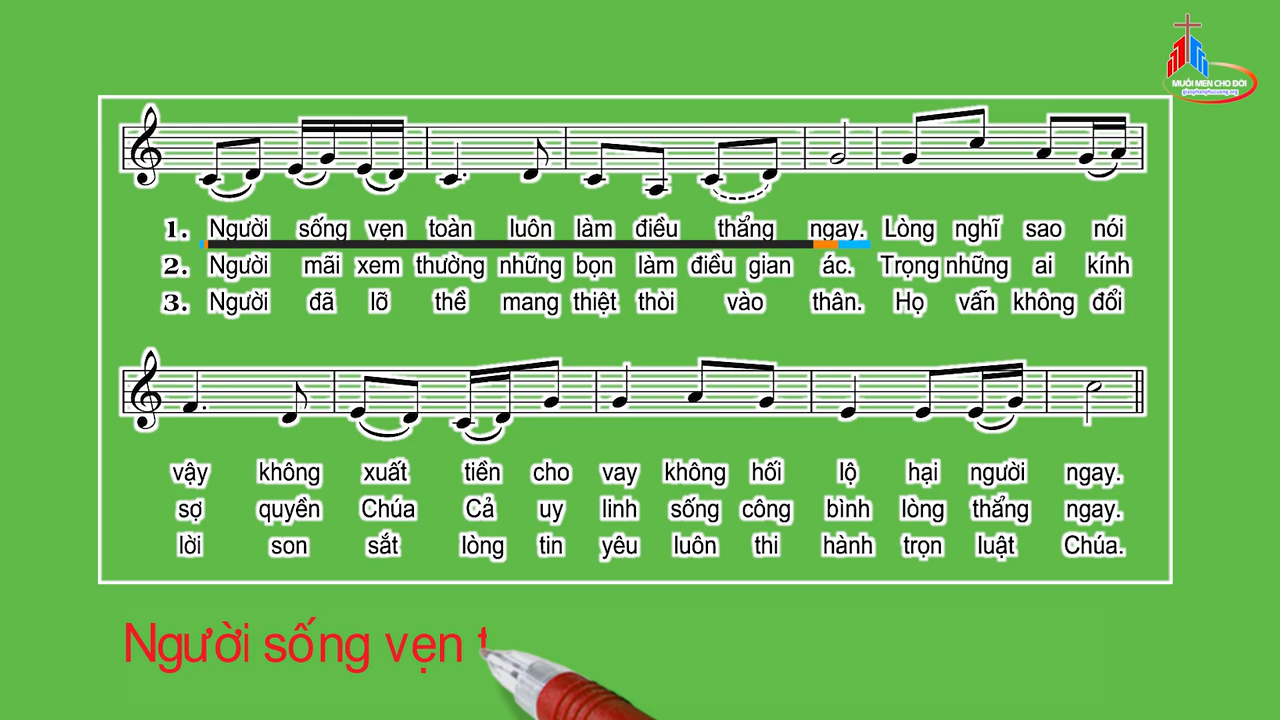 MUỐI MEN CHO ĐỜI
giaophanphucuong.org
1. Người sống vẹn toàn luôn làm điều thẳng ngay. Lòng nghĩ sao nói
2. Người mãi xem thường những bọn làm điều gian ác. Trọng những ai kính
3. Người đã lỡ thề mang thiệt thòi vào thân. Họ vẫn không đổi
vậy không xuất tiền cho vay không hối lộ hại người ngay.
sợ quyền Chúa Cả uy linh sống công bình lòng thẳng ngay.
lời son sắt lòng tin yêu luôn thi hành trọn luật Chúa.
Người sống vẹn t